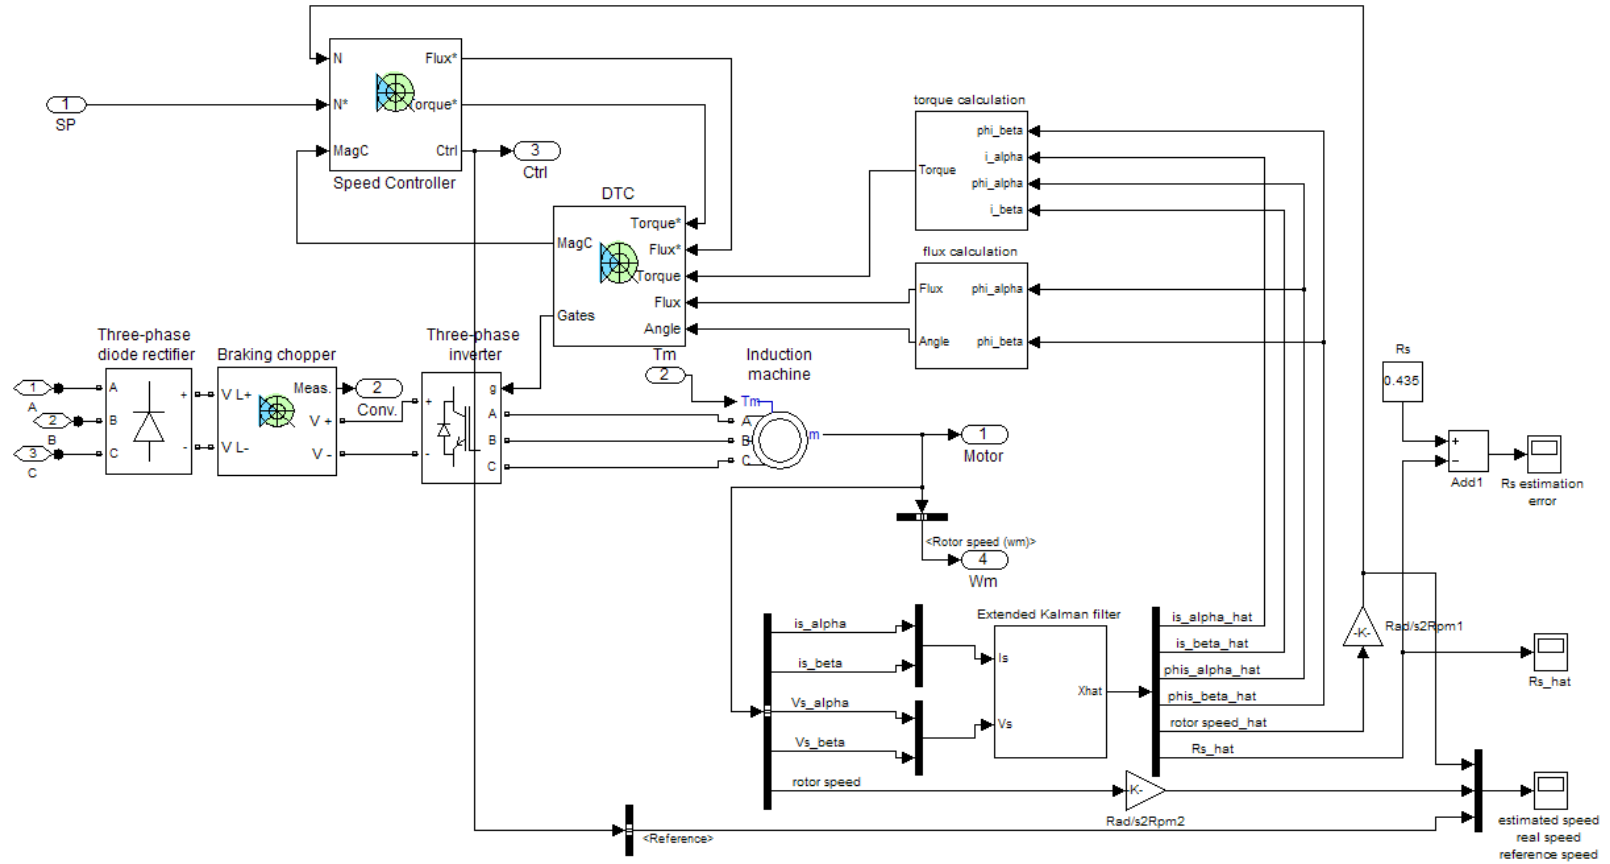 N
Flux*
N*
Torque*
MagC
Ctrl
Speed Controller
1
SP
3
Ctrl
DTC
Torque*
Flux*
MagC
Torque
Flux
Gates
Angle
torque calculation
phi_beta
i_alpha
Torque
phi_alpha
i_beta
flux calculation
Flux
phi_alpha
Angle
phi_beta
Three-phase
diode rectifier
1
A
2
B
3
C
A
B
C
+
-
Braking chopper
V L+
V L-
Meas.
V +
V -
2
Conv.
Three-phase
inverter
+
-
g
A
B
C
Tm
2
Induction
machine
Tm
A
B
C
m
1
Motor
<Rotor speed (wm)>
4
Wm
Rs
0.435
+
−
Add1
Rs estimation
error
is_alpha
is_beta
Vs_alpha
Vs_beta
rotor speed
Extended Kalman filter
Is
Vs
Xhat
is_alpha_hat
is_beta_hat
phis_alpha_hat
phis_beta_hat
rotor speed_hat
Rs_hat
-K-
Rad/s2Rpm1
Rs_hat
-K-
Rad/s2Rpm2
<Reference>
estimated speed
real speed
reference speed